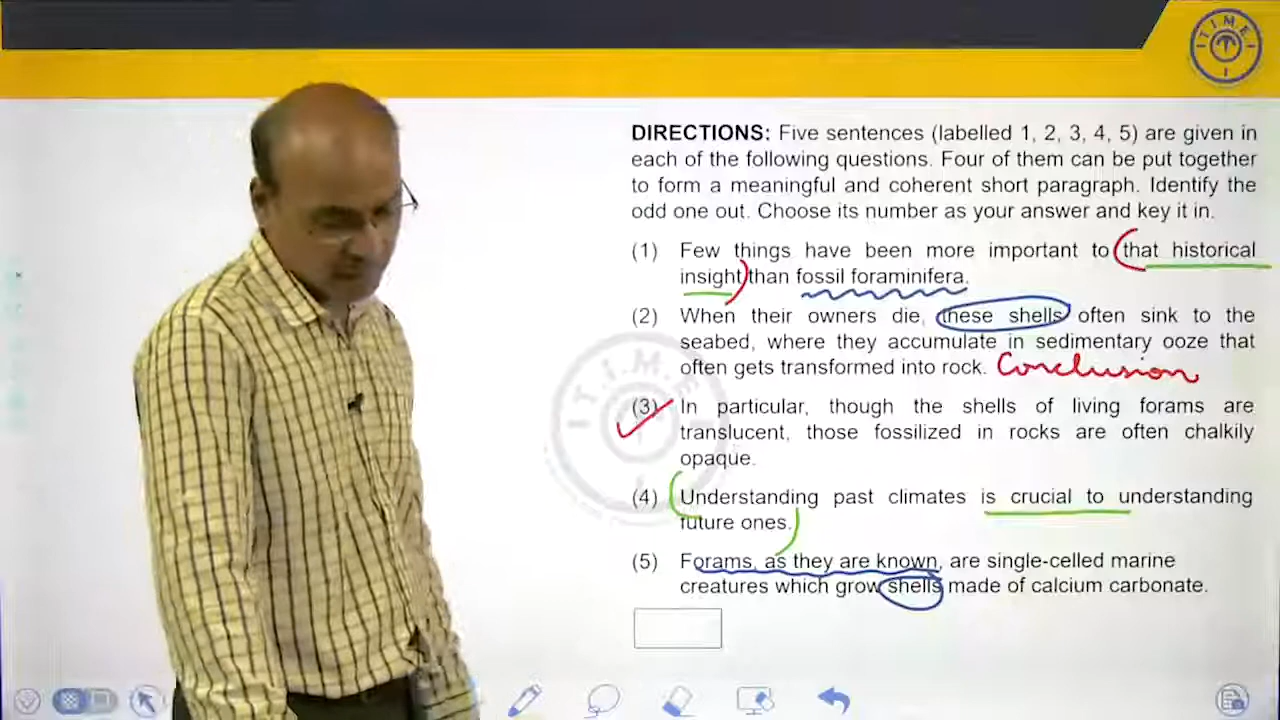 T.I.M.E.
DIRECTIONS: Five sentences (labelled 1, 2, 3, 4, 5) are given in
each of the following questions. Four of them can be put together
to form a meaningful and coherent short paragraph. Identify the
odd one out. Choose its number as your answer and key it in.
(1) Few things have been more important to that historical
insight than fossil foraminifera.
(2) When their owners die, these shells often sink to the
seabed, where they accumulate in sedimentary ooze that
often gets transformed into rock. Conclusion
(3) In particular, though the shells of living forams are
translucent, those fossilized in rocks are often chalkily
opaque.
(4) Understanding past climates is crucial to understanding
future ones.
(5) Forams, as they are known, are single-celled marine
creatures which grow shells made of calcium carbonate.
T.I.M.E.